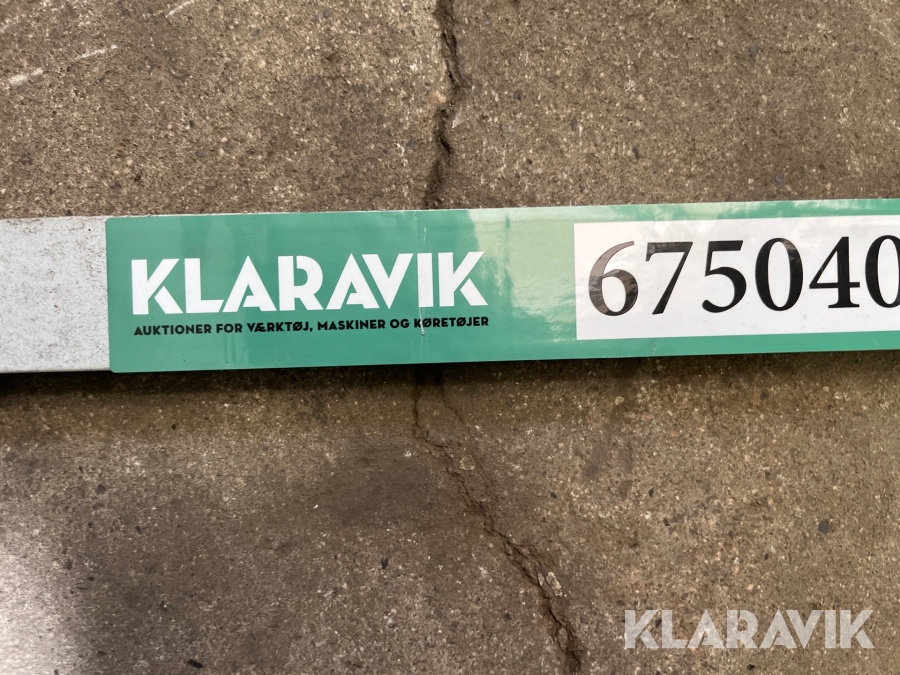 KLARAVIK
AUKTIONER FOR VÆRKTØJ, MASKINER OG KØRETØJER
675040
KLARAVIK